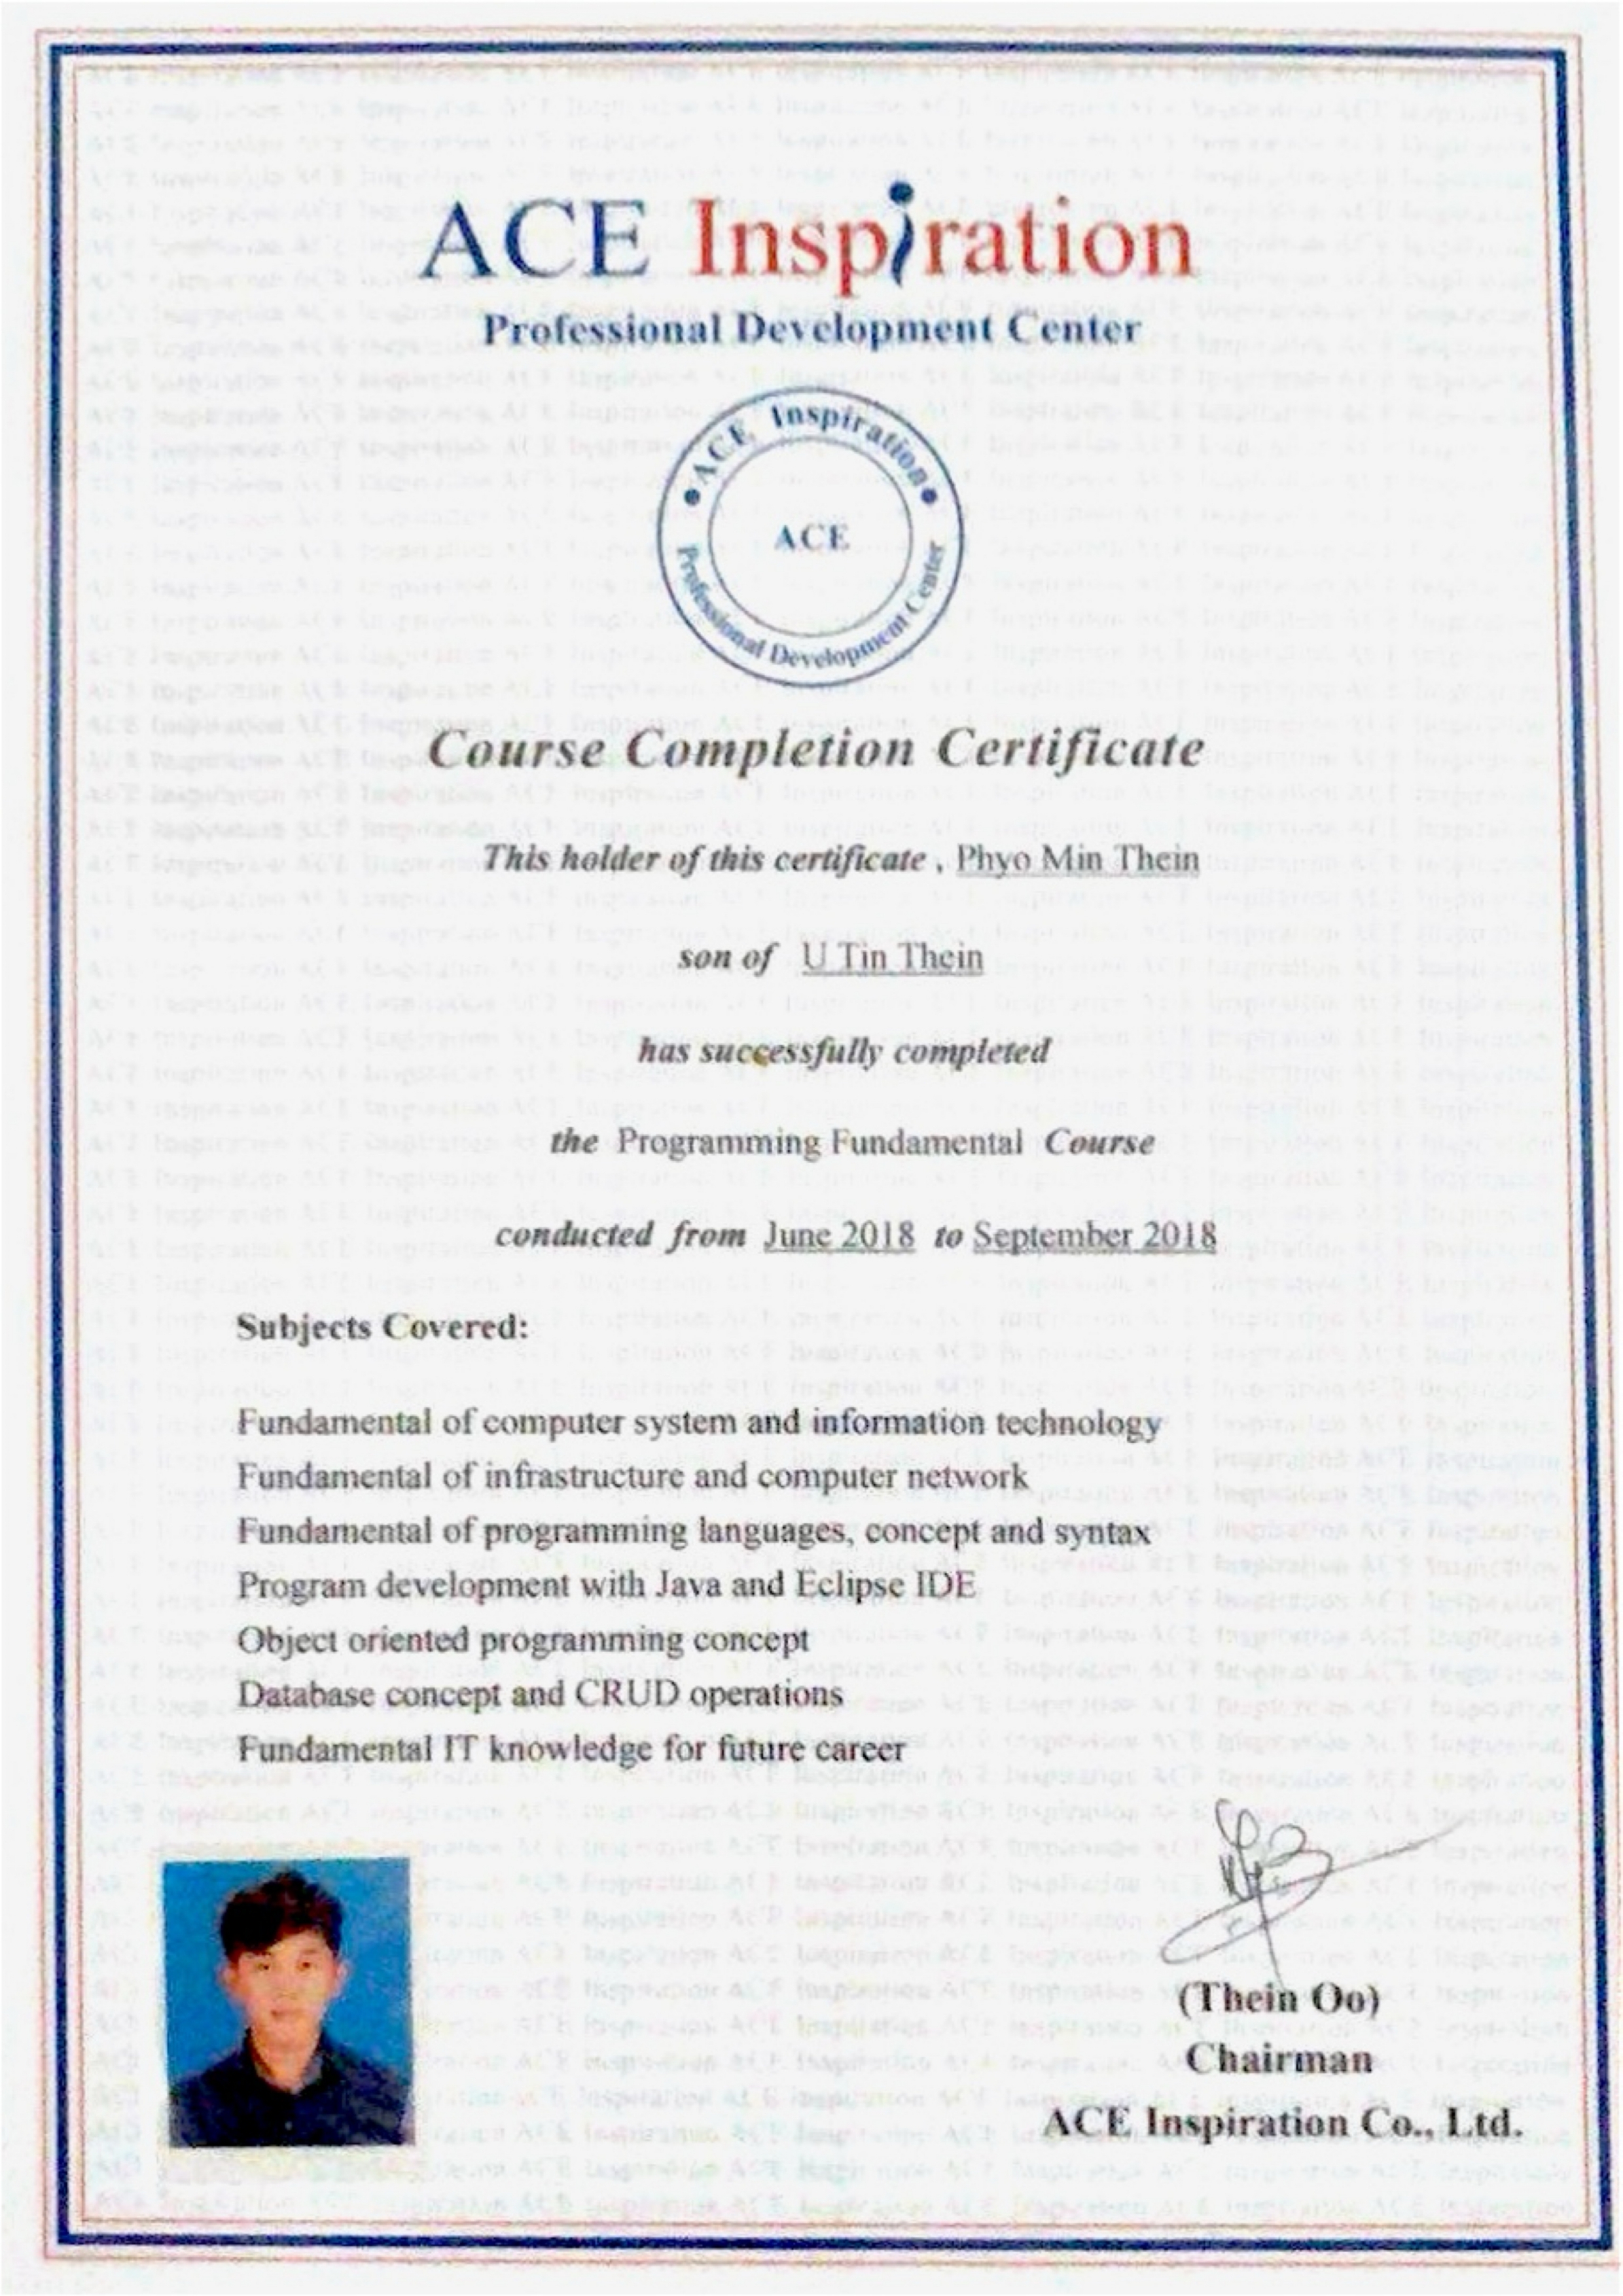 ACE Inspiration
Professional Development Center
ACE Inspiration
ACE
Professional Development Center
Course Completion Certificate
This holder of this certificate , Phyo Min Thein
son of U Tin Thein
has successfully completed
the Programming Fundamental Course
conducted from June 2018 to September 2018
Subjects Covered:
Fundamental of computer system and information technology
Fundamental of infrastructure and computer network
Fundamental of programming languages, concept and syntax
Program development with Java and Eclipse IDE
Object oriented programming concept
Database concept and CRUD operations
Fundamental IT knowledge for future career
(Thein Oo)
Chairman
ACE Inspiration Co., Ltd.